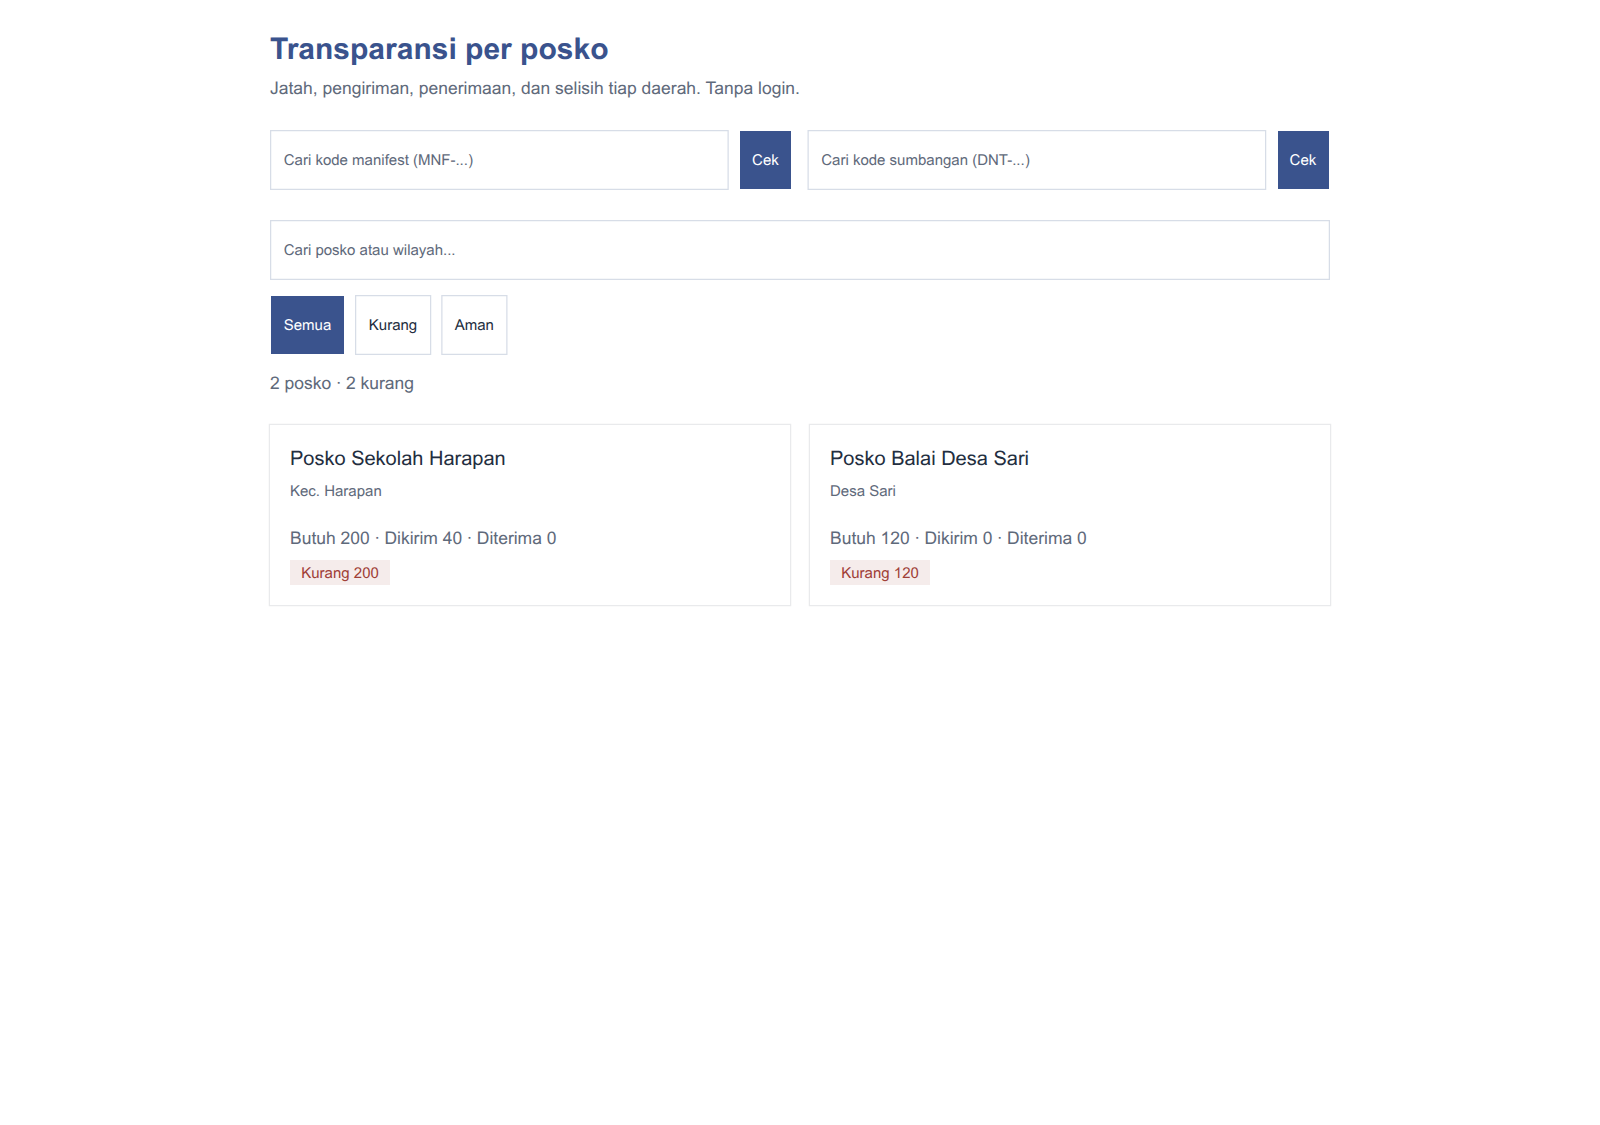 Transparansi per posko
Jatah, pengiriman, penerimaan, dan selisih tiap daerah. Tanpa login.
Cari kode manifest (MNF-...)
Cek
Cari kode sumbangan (DNT-...)
Cek
Cari posko atau wilayah...
Semua
Kurang
Aman
2 posko · 2 kurang
Posko Sekolah Harapan
Kec. Harapan
Butuh 200 · Dikirim 40 · Diterima 0
Kurang 200
Posko Balai Desa Sari
Desa Sari
Butuh 120 · Dikirim 0 · Diterima 0
Kurang 120